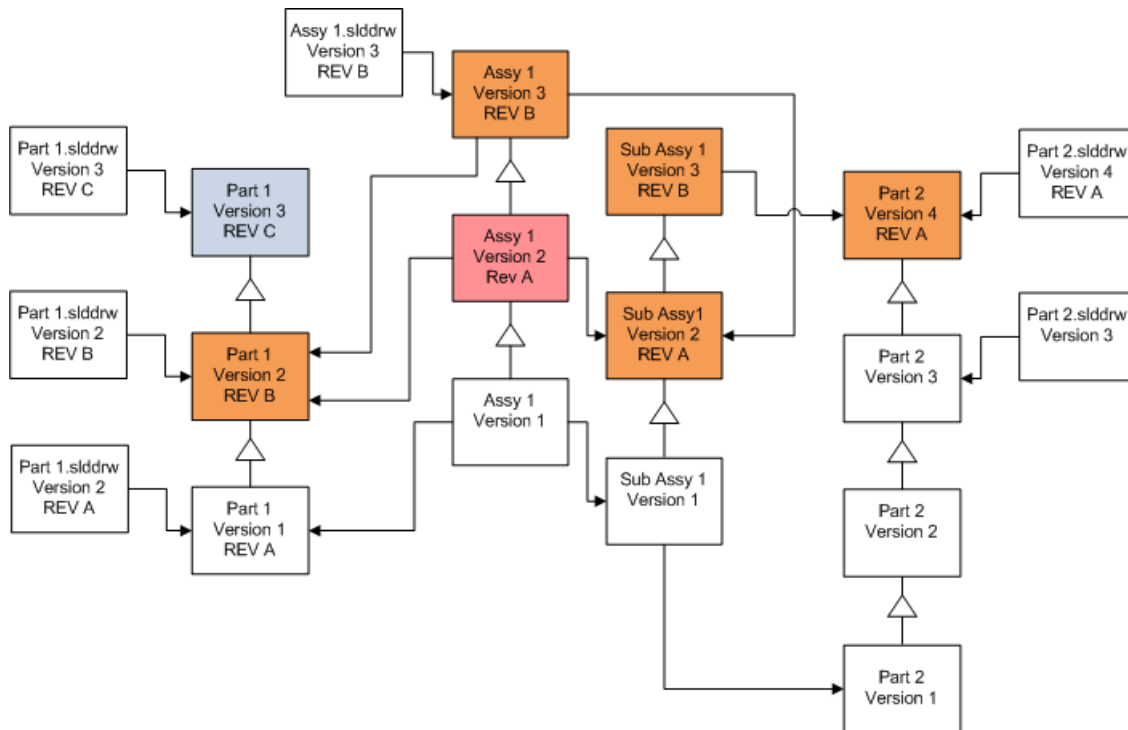 Assy 1.slddrw
Version 3
REV B
Assy 1
Version 3
REV B
Part 1.slddrw
Version 3
REV C
Part 1
Version 3
REV C
Sub Assy 1
Version 3
REV B
Part 2
Version 4
REV A
Part 2.slddrw
Version 4
REV A
Assy 1
Version 2
Rev A
Part 1.slddrw
Version 2
REV B
Part 1
Version 2
REV B
Sub Assy1
Version 2
REV A
Part 2
Version 3
Part 2.slddrw
Version 3
Assy 1
Version 1
Part 1.slddrw
Version 2
REV A
Part 1
Version 1
REV A
Sub Assy 1
Version 1
Part 2
Version 2
Part 2
Version 1